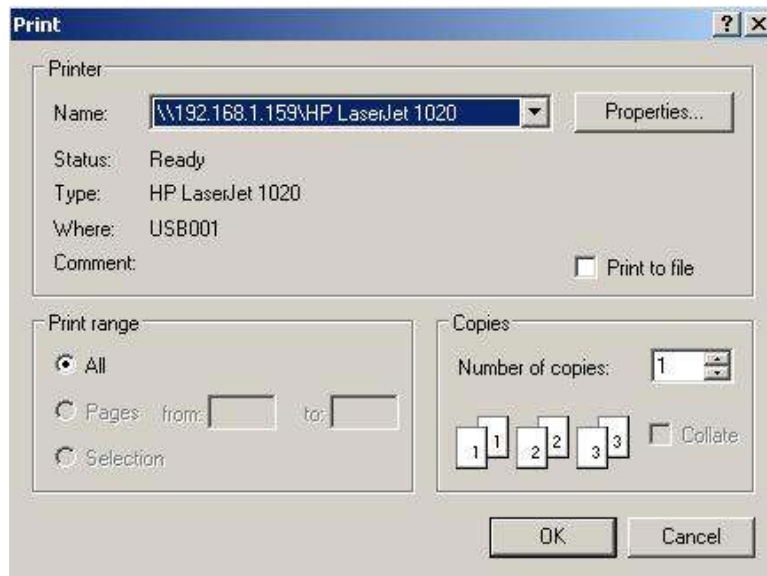 Print
Printer
Name: \\192.168.1.159\HP LaserJet 1020 Properties...
Status: Ready
Type: HP LaserJet 1020
Where: USB001
Comment:
Print to file
Print range
All
Pages from: to:
Selection
Copies
Number of copies: 1
1 1 2 2 3 3
Collate
OK Cancel